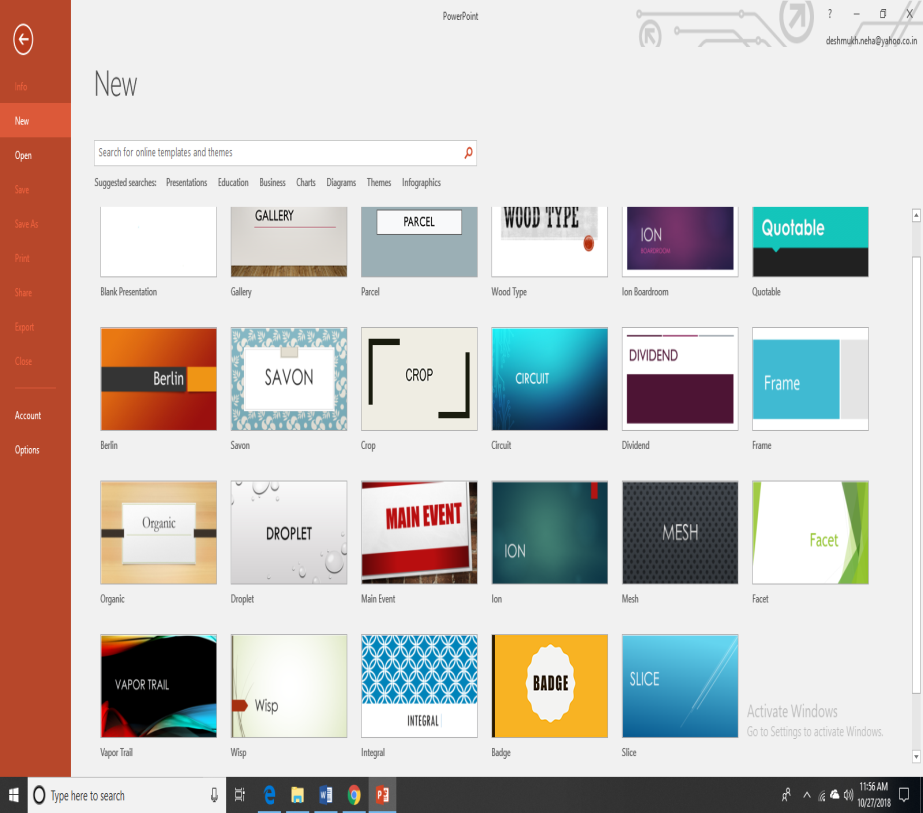 PowerPoint
?
deshmukh.neha@yahoo.co.in
Info
New
Open
Save
Save As
Print
Share
Export
Close
Account
Options
New
Search for online templates and themes
Suggested searches: Presentations Education Business Charts Diagrams Themes Infographics
GALLERY PARCEL WOOD TYPE ION BOARDROOM Quotable
Blank Presentation Gallery Parcel Wood Type Ion Boardroom Quotable
Berlin SAVON CROP CIRCUIT DIVIDEND Frame
Berlin Savon Crop Circuit Dividend Frame
Organic DROPLET MAIN EVENT ION MESH Facet
Organic Droplet Main Event Ion Mesh Facet
VAPOR TRAIL Wisp INTEGRAL BADGE SLICE
Vapor Trail Wisp Integral Badge Slice
Activate Windows
Go to Settings to activate Windows.
Type here to search
11:56 AM
10/27/2018